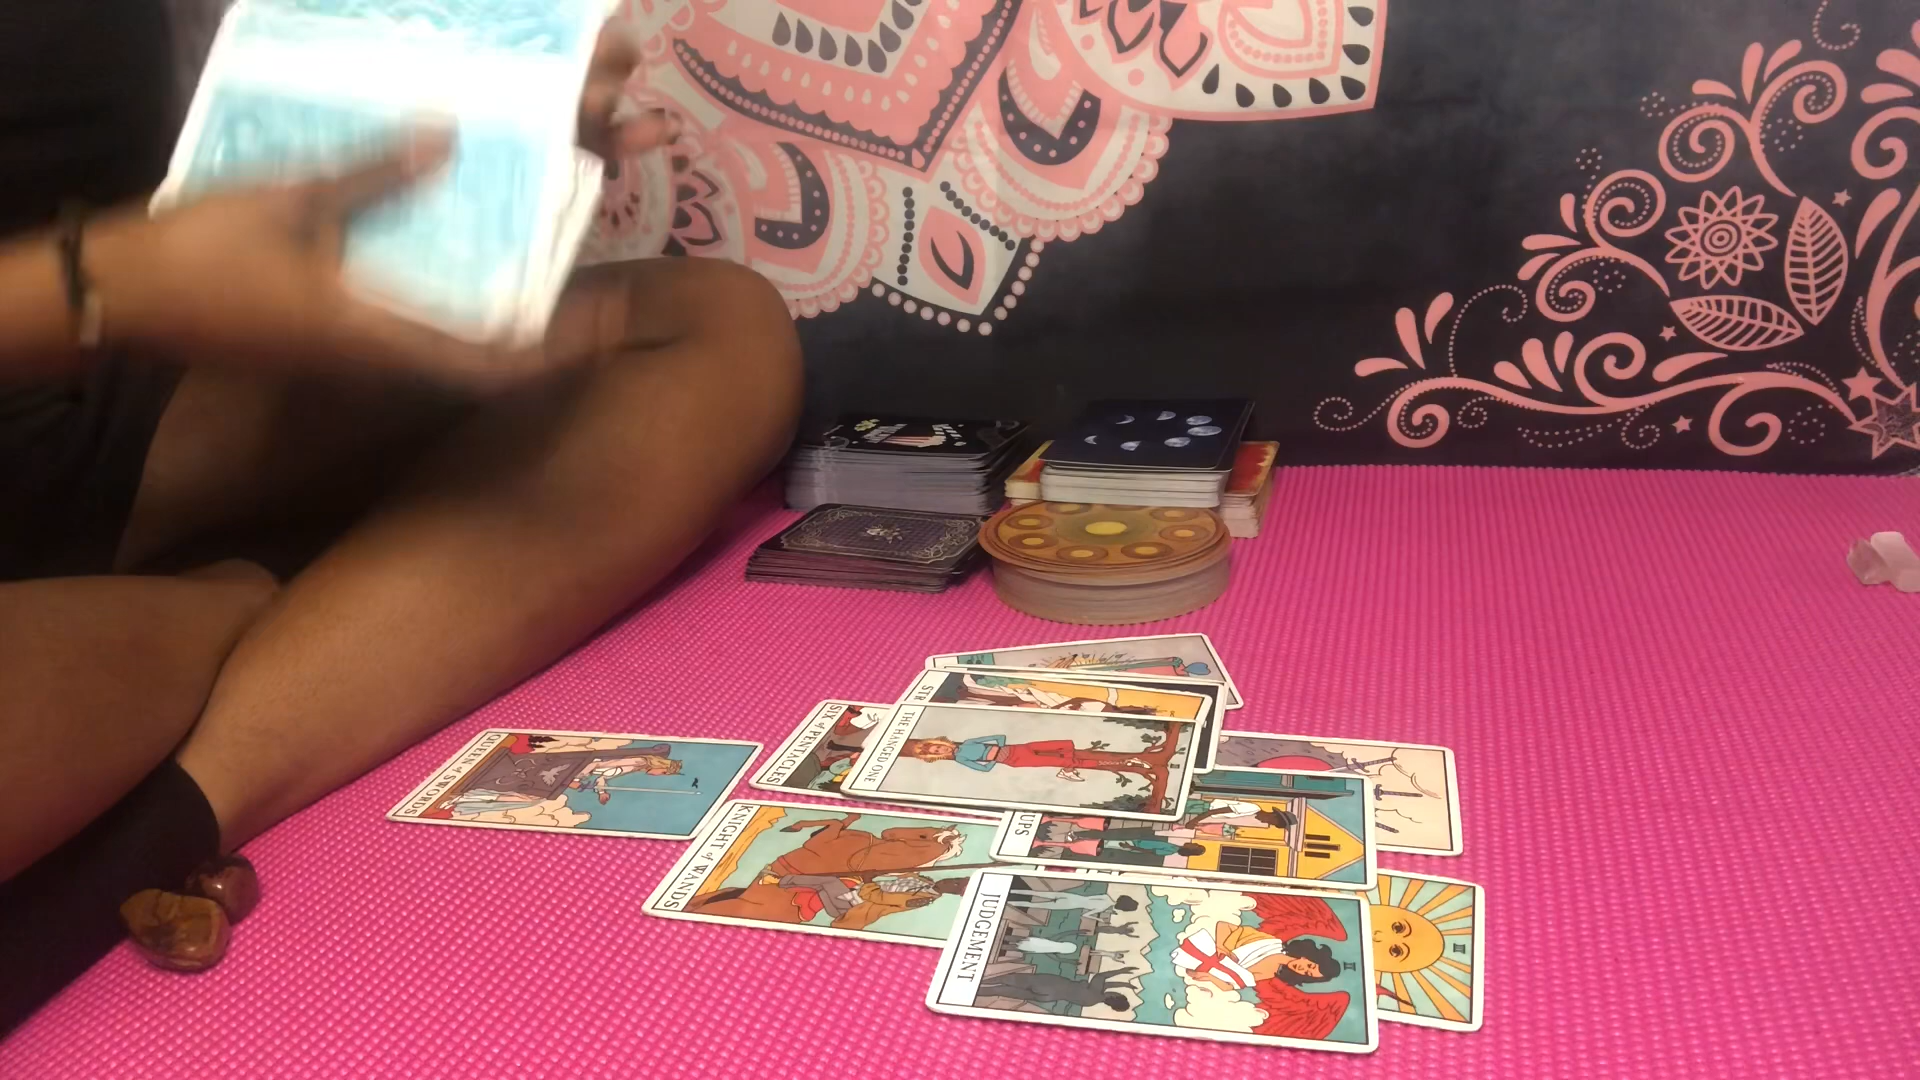 STR
SIX of PENTACLES
THE HANGED ONE
QUEEN of SWORDS
KNIGHT of WANDS
UPS
JUDGEMENT